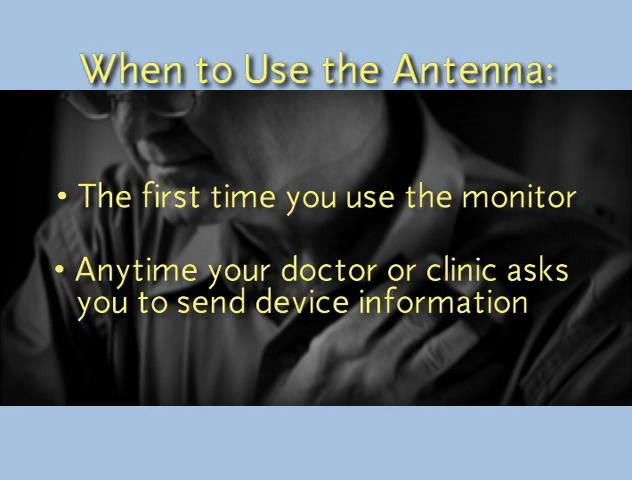 When to Use the Antenna:
• The first time you use the monitor
• Anytime your doctor or clinic asks
you to send device information